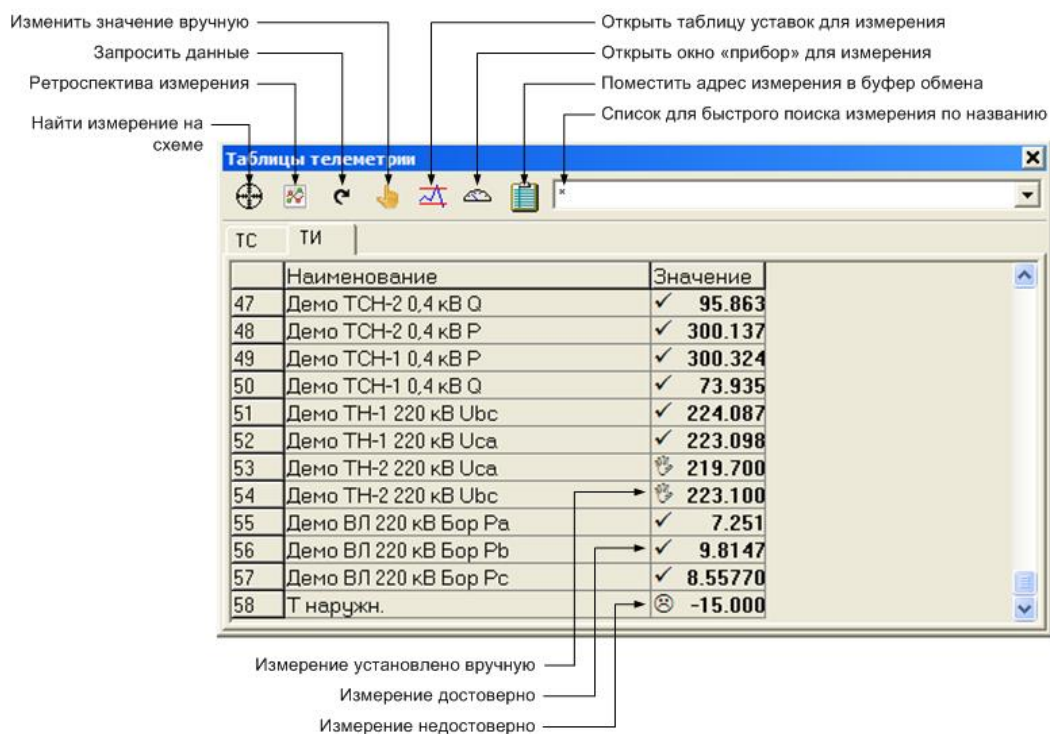 Изменить значение вручную
Запросить данные
Ретроспектива измерения
Найти измерение на
схеме
Открыть таблицу уставок для измерения
Открыть окно «прибор» для измерения
Поместить адрес измерения в буфер обмена
Список для быстрого поиска измерения по названию
Таблицы телеметрии
*
ТС ТИ
Наименование Значение
47 Демо ТСН-2 0,4 кВ Q 95.863
48 Демо ТСН-2 0,4 кВ P 300.137
49 Демо ТСН-1 0,4 кВ P 300.324
50 Демо ТСН-1 0,4 кВ Q 73.935
51 Демо ТН-1 220 кВ Ubc 224.087
52 Демо ТН-1 220 кВ Uca 223.098
53 Демо ТН-2 220 кВ Uca 219.700
54 Демо ТН-2 220 кВ Ubc 223.100
55 Демо ВЛ 220 кВ Бор Pa 7.251
56 Демо ВЛ 220 кВ Бор Pb 9.8147
57 Демо ВЛ 220 кВ Бор Pc 8.55770
58 Т наружн. -15.000
Измерение установлено вручную
Измерение достоверно
Измерение недостоверно